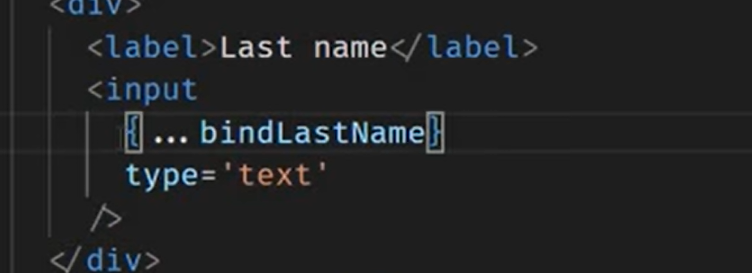 <div>
<label>Last name</label>
<input
{...bindLastName}
type='text'
/>
</div>